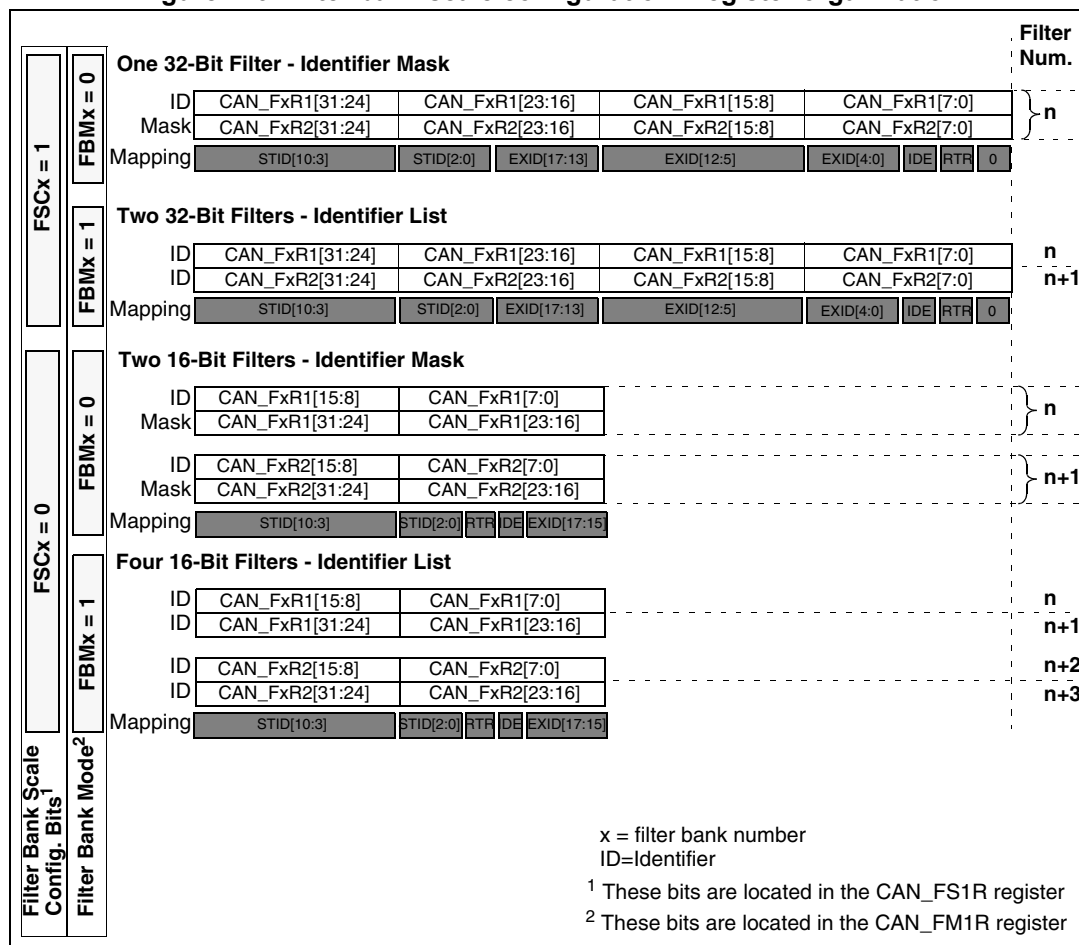 Filter
Num.
One 32-Bit Filter - Identifier Mask
FSCx = 1
FBMx = 0
ID CAN_FxR1[31:24] CAN_FxR1[23:16] CAN_FxR1[15:8] CAN_FxR1[7:0]
n
Mask CAN_FxR2[31:24] CAN_FxR2[23:16] CAN_FxR2[15:8] CAN_FxR2[7:0]
Mapping STID[10:3] STID[2:0] EXID[17:13] EXID[12:5] EXID[4:0] IDE RTR 0
Two 32-Bit Filters - Identifier List
FBMx = 1
ID CAN_FxR1[31:24] CAN_FxR1[23:16] CAN_FxR1[15:8] CAN_FxR1[7:0] n
ID CAN_FxR2[31:24] CAN_FxR2[23:16] CAN_FxR2[15:8] CAN_FxR2[7:0] n+1
Mapping STID[10:3] STID[2:0] EXID[17:13] EXID[12:5] EXID[4:0] IDE RTR 0
Two 16-Bit Filters - Identifier Mask
FSCx = 0
FBMx = 0
ID CAN_FxR1[15:8] CAN_FxR1[7:0]
n
Mask CAN_FxR1[31:24] CAN_FxR1[23:16]
ID CAN_FxR2[15:8] CAN_FxR2[7:0]
n+1
Mask CAN_FxR2[31:24] CAN_FxR2[23:16]
Mapping STID[10:3] STID[2:0] RTR IDE EXID[17:15]
Four 16-Bit Filters - Identifier List
FBMx = 1
ID CAN_FxR1[15:8] CAN_FxR1[7:0] n
ID CAN_FxR1[31:24] CAN_FxR1[23:16] n+1
ID CAN_FxR2[15:8] CAN_FxR2[7:0] n+2
ID CAN_FxR2[31:24] CAN_FxR2[23:16] n+3
Mapping STID[10:3] STID[2:0] RTR IDE EXID[17:15]
Filter Bank Scale
Config. Bits1
Filter Bank Mode2
x = filter bank number
ID=Identifier
1 These bits are located in the CAN_FS1R register
2 These bits are located in the CAN_FM1R register